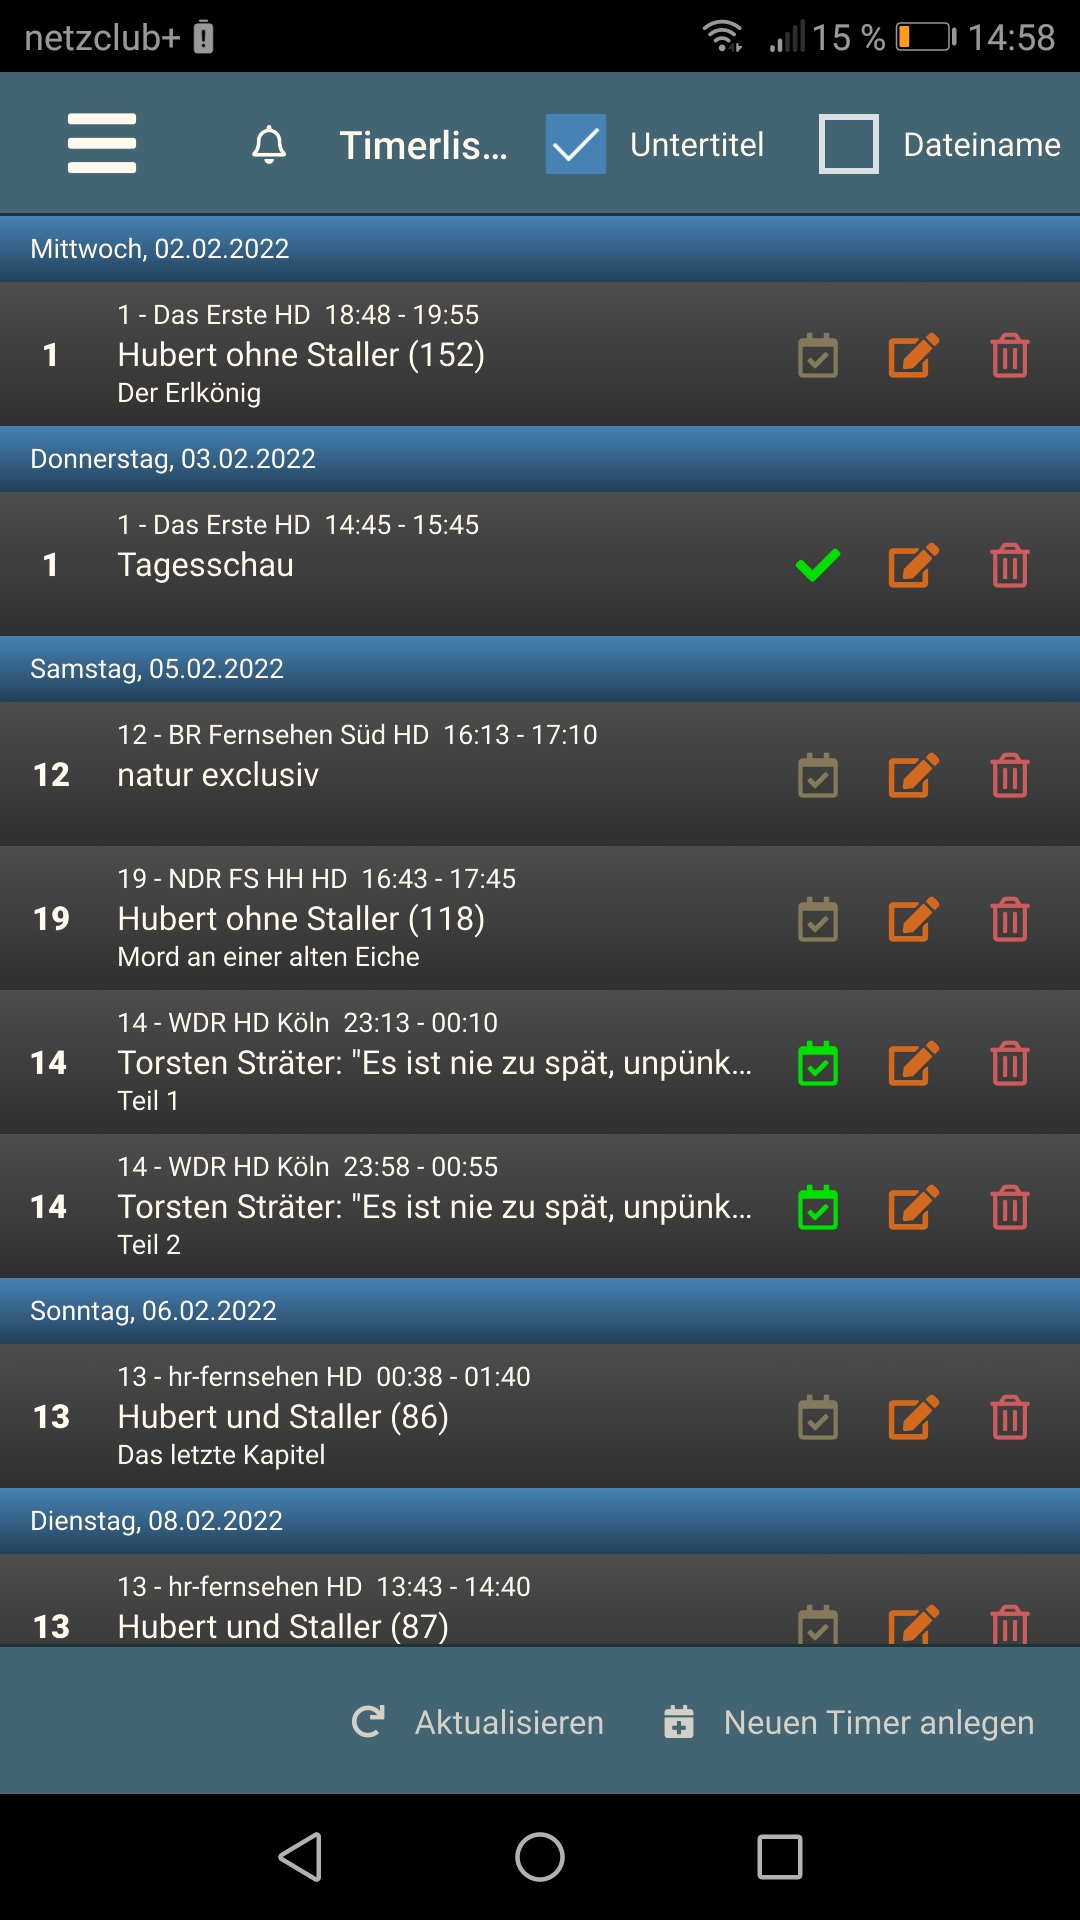 netzclub+ 15 % 14:58
Timerlis... Untertitel Dateiname
Mittwoch, 02.02.2022
1 - Das Erste HD 18:48 - 19:55
1 Hubert ohne Staller (152)
Der Erlkönig
Donnerstag, 03.02.2022
1 - Das Erste HD 14:45 - 15:45
1 Tagesschau
Samstag, 05.02.2022
12 - BR Fernsehen Süd HD 16:13 - 17:10
12 natur exclusiv
19 - NDR FS HH HD 16:43 - 17:45
19 Hubert ohne Staller (118)
Mord an einer alten Eiche
14 - WDR HD Köln 23:13 - 00:10
14 Torsten Sträter: "Es ist nie zu spät, unpünk...
Teil 1
14 - WDR HD Köln 23:58 - 00:55
14 Torsten Sträter: "Es ist nie zu spät, unpünk...
Teil 2
Sonntag, 06.02.2022
13 - hr-fernsehen HD 00:38 - 01:40
13 Hubert und Staller (86)
Das letzte Kapitel
Dienstag, 08.02.2022
13 - hr-fernsehen HD 13:43 - 14:40
13 Hubert und Staller (87)
Aktualisieren Neuen Timer anlegen